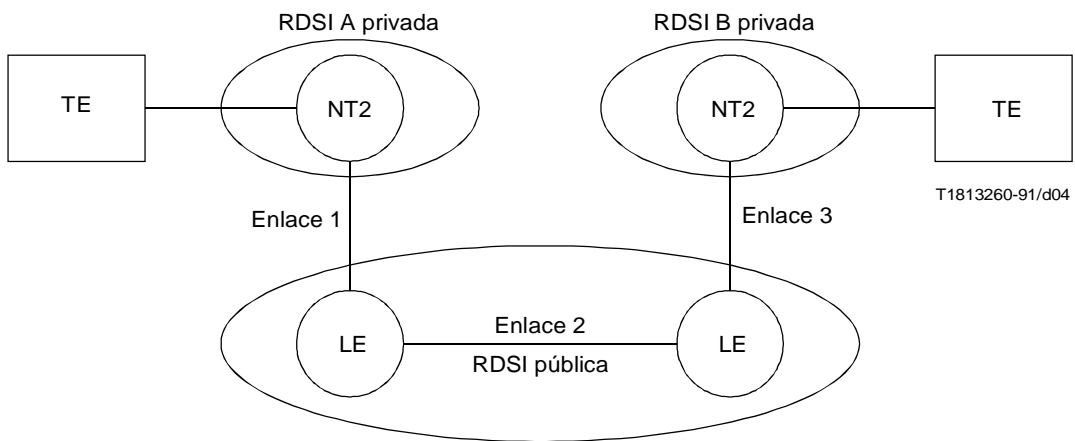 RDSI A privada
RDSI B privada
TE
NT2
NT2
TE
T1813260-91/d04
Enlace 1
Enlace 3
LE
Enlace 2
RDSI pública
LE